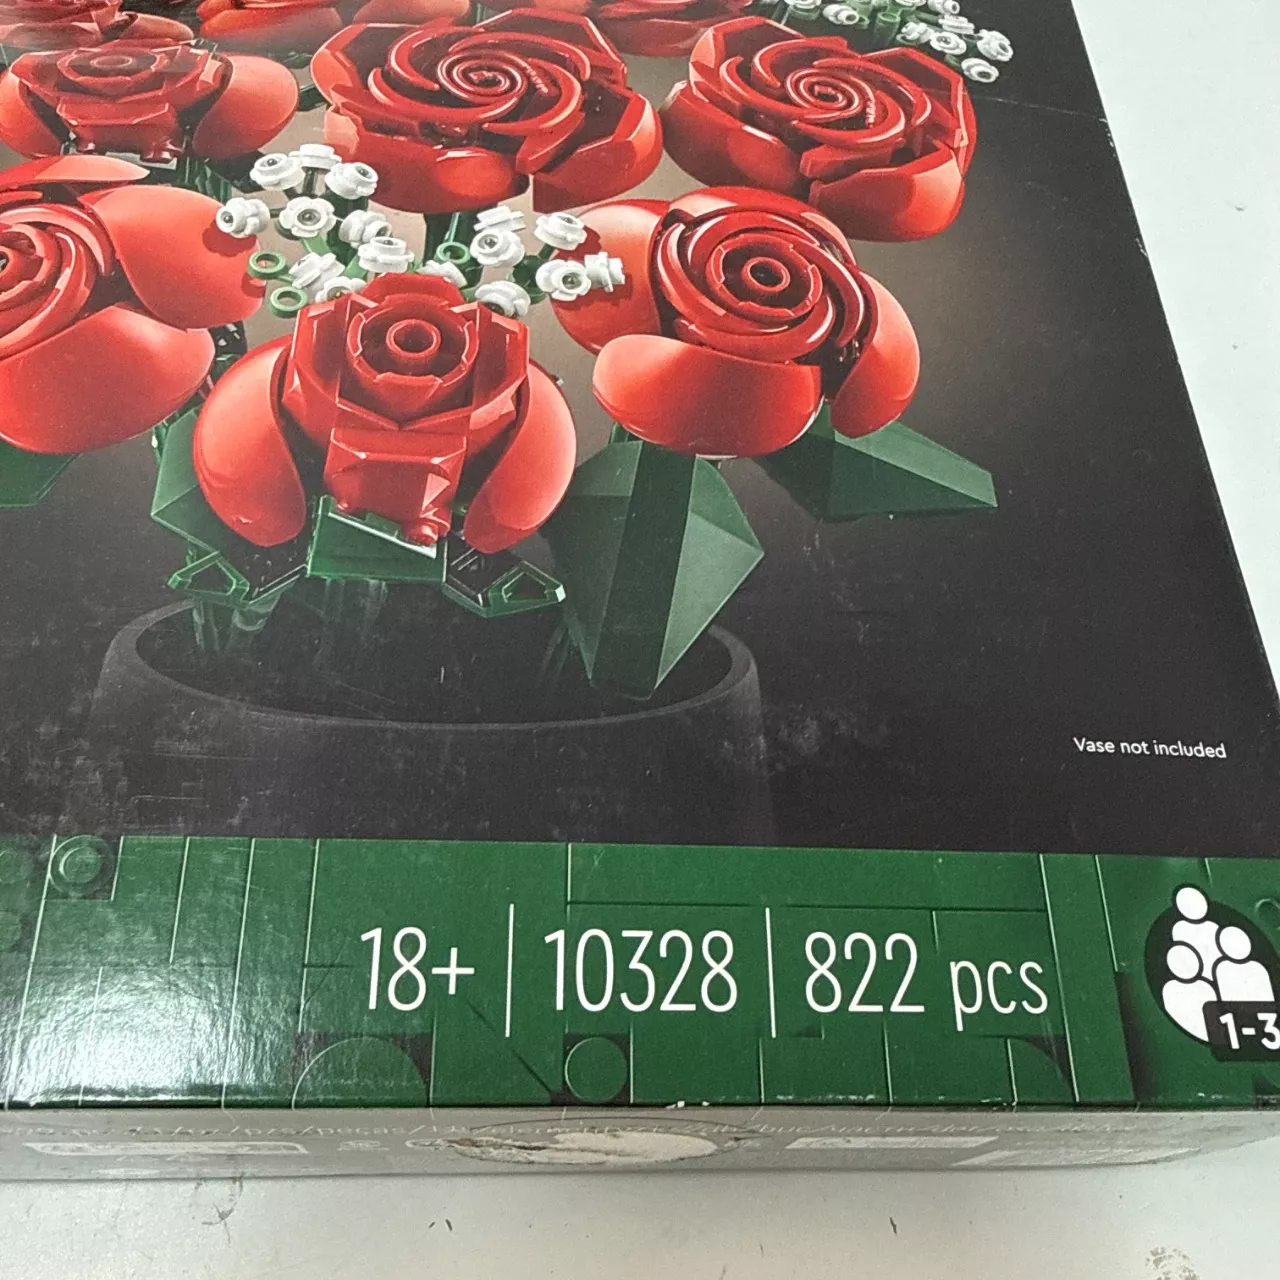 Vase not included
18+ | 10328 | 822 pcs
1-3